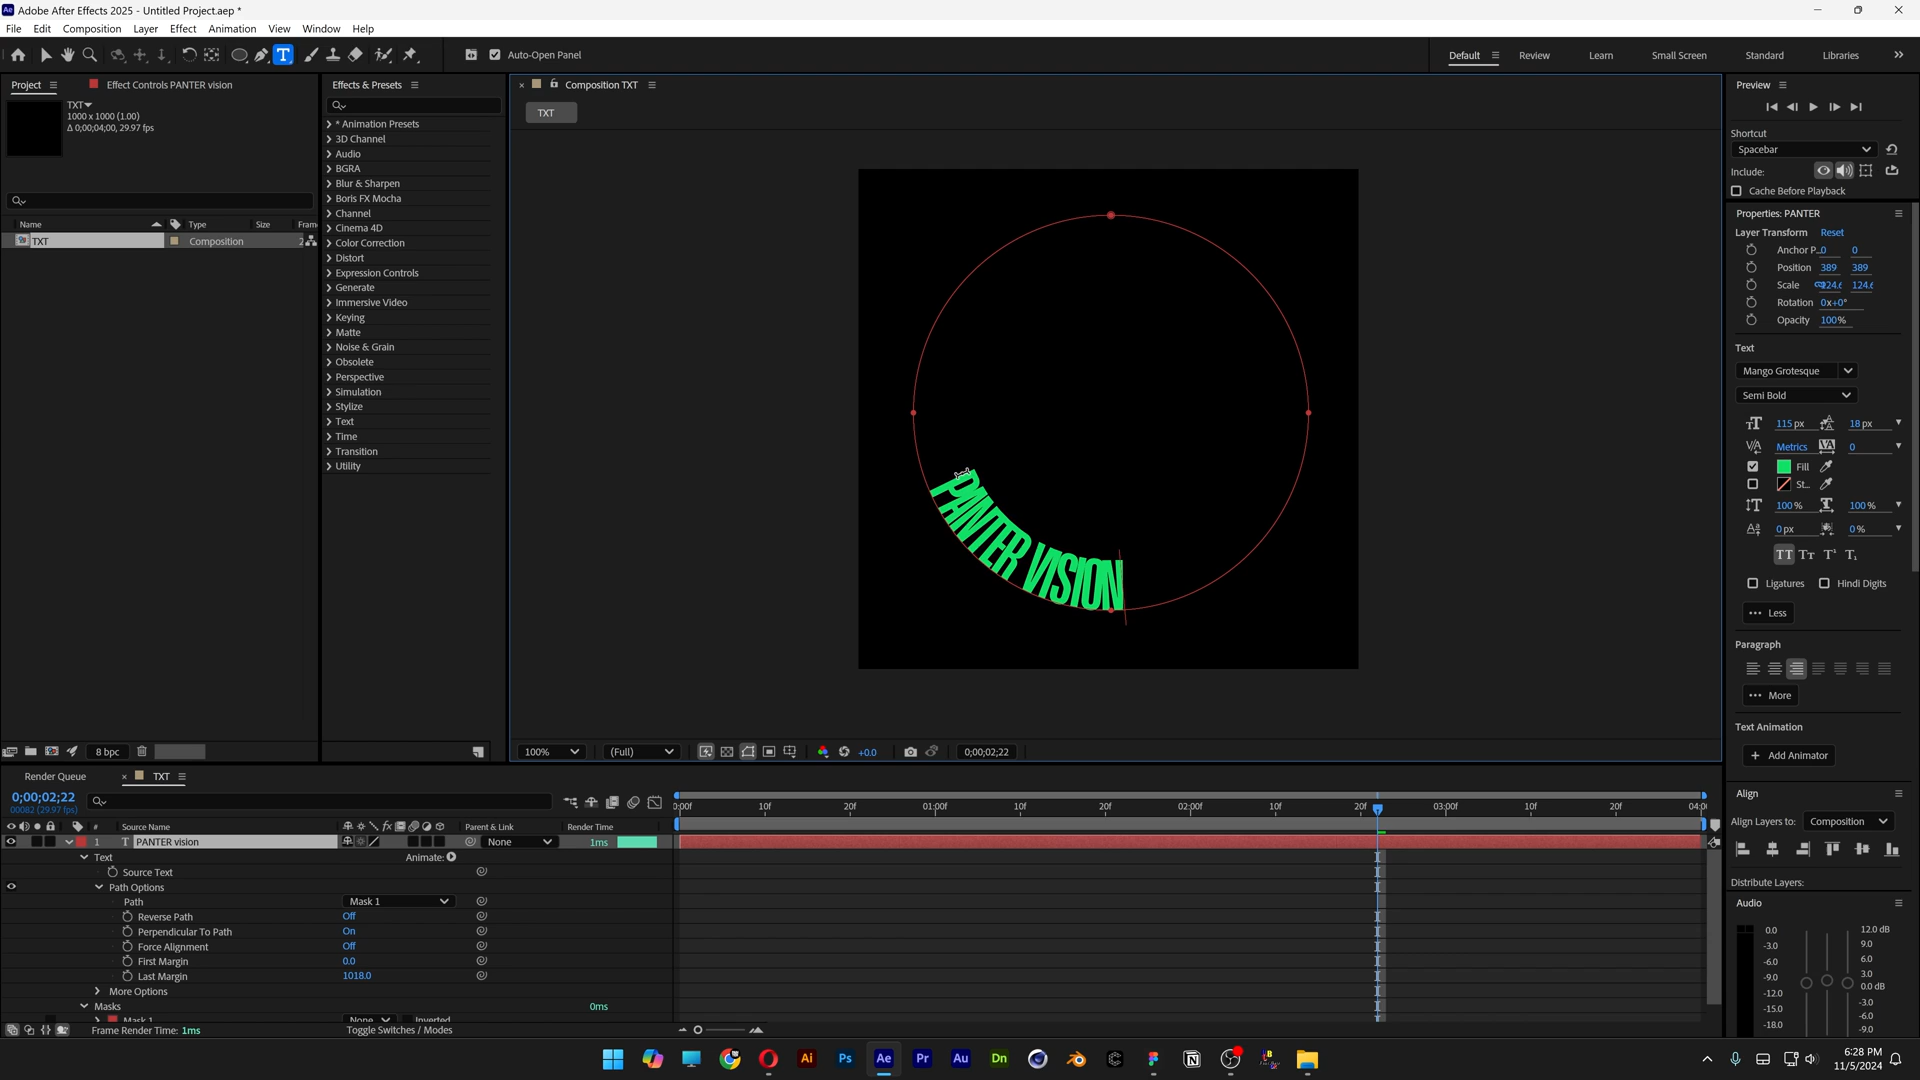 Adobe After Effects 2025 - Untitled Project.aep *
File Edit Composition Layer Effect Animation View Window Help
Auto-Open Panel
Default Review Learn Small Screen Standard Libraries
Project Effect Controls PANTER vision
TXT
1000 x 1000 (1.00)
Δ 0;00;04;00, 29.97 fps
Name Type Size Fram
TXT Composition 2
8 bpc
Effects & Presets
* Animation Presets
3D Channel
Audio
BGRA
Blur & Sharpen
Boris FX Mocha
Channel
Cinema 4D
Color Correction
Distort
Expression Controls
Generate
Immersive Video
Keying
Matte
Noise & Grain
Obsolete
Perspective
Simulation
Stylize
Text
Time
Transition
Utility
Composition TXT
TXT
PANTER VISION
100% (Full) +0.0 0;00;02;22
Preview
Shortcut
Spacebar
Include:
Cache Before Playback
Properties: PANTER
Layer Transform Reset
Anchor P... 0 0
Position 389 389
Scale 124.6 124.6
Rotation 0x+0°
Opacity 100%
Text
Mango Grotesque
Semi Bold
115 px 18 px
Metrics 0
Fill
St...
100 % 100 %
0 px 0 %
TT Tт T¹ T₁
Ligatures Hindi Digits
Less
Paragraph
More
Text Animation
+ Add Animator
Align
Align Layers to: Composition
Distribute Layers:
Audio
0.0 12.0 dB
-3.0 9.0
-6.0 6.0
-9.0 3.0
-12.0 0.0 dB
-15.0 -3.0
-18.0 -6.0
-9.0
Render Queue TXT
0;00;02;22
00082 (29.97 fps)
:00f 10f 20f 01:00f 10f 20f 02:00f 10f 20f 03:00f 10f 20f 04:0
# Source Name fx Parent & Link Render Time
1 T PANTER vision None 1ms
Text Animate:
Source Text
Path Options
Path Mask 1
Reverse Path Off
Perpendicular To Path On
Force Alignment Off
First Margin 0.0
Last Margin 1018.0
More Options
Masks 0ms
Mask 1 None Inverted
Frame Render Time: 1ms Toggle Switches / Modes
Ai Ps Ae Pr Au Dn
6:28 PM
11/5/2024